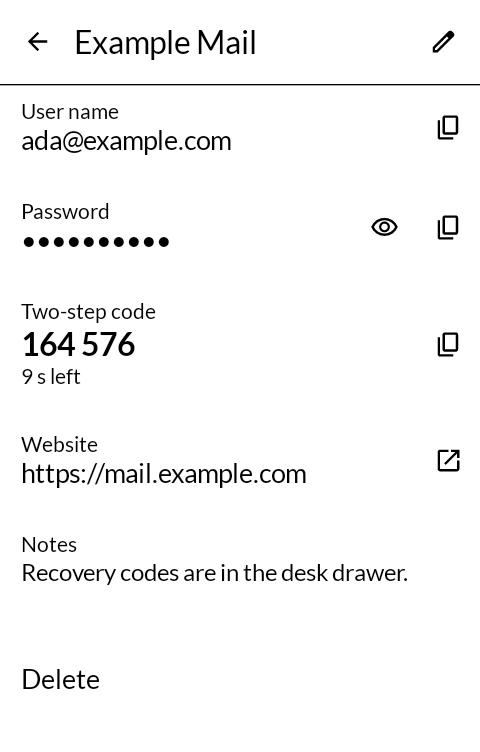 Example Mail
User name
ada@example.com
Password
••••••••••
Two-step code
164 576
9 s left
Website
https://mail.example.com
Notes
Recovery codes are in the desk drawer.
Delete